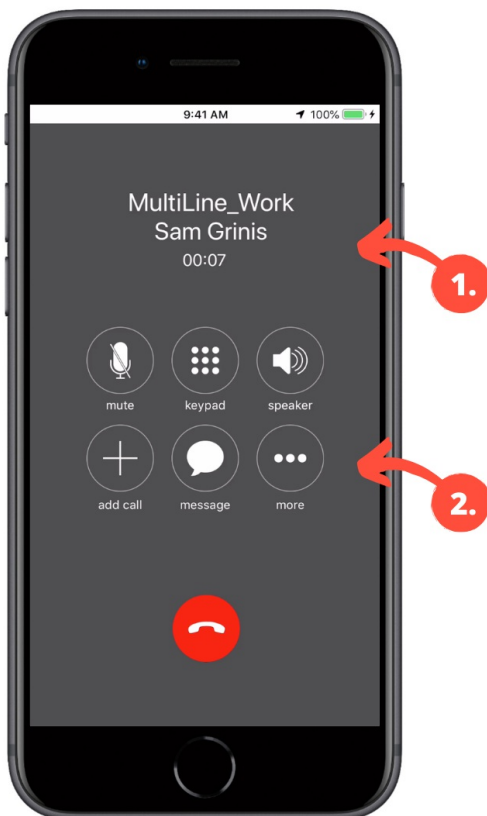 9:41 AM 100%
MultiLine_Work
Sam Grinis
00:07
1.
mute keypad speaker
add call message more
2.